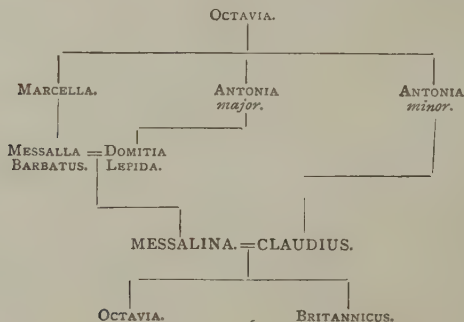 OCTAVIA.
MARCELLA. ANTONIA ANTONIA
major. minor.
MESSALLA = DOMITIA
BARBATUS. LEPIDA.
MESSALINA. = CLAUDIUS.
OCTAVIA. BRITANNICUS.